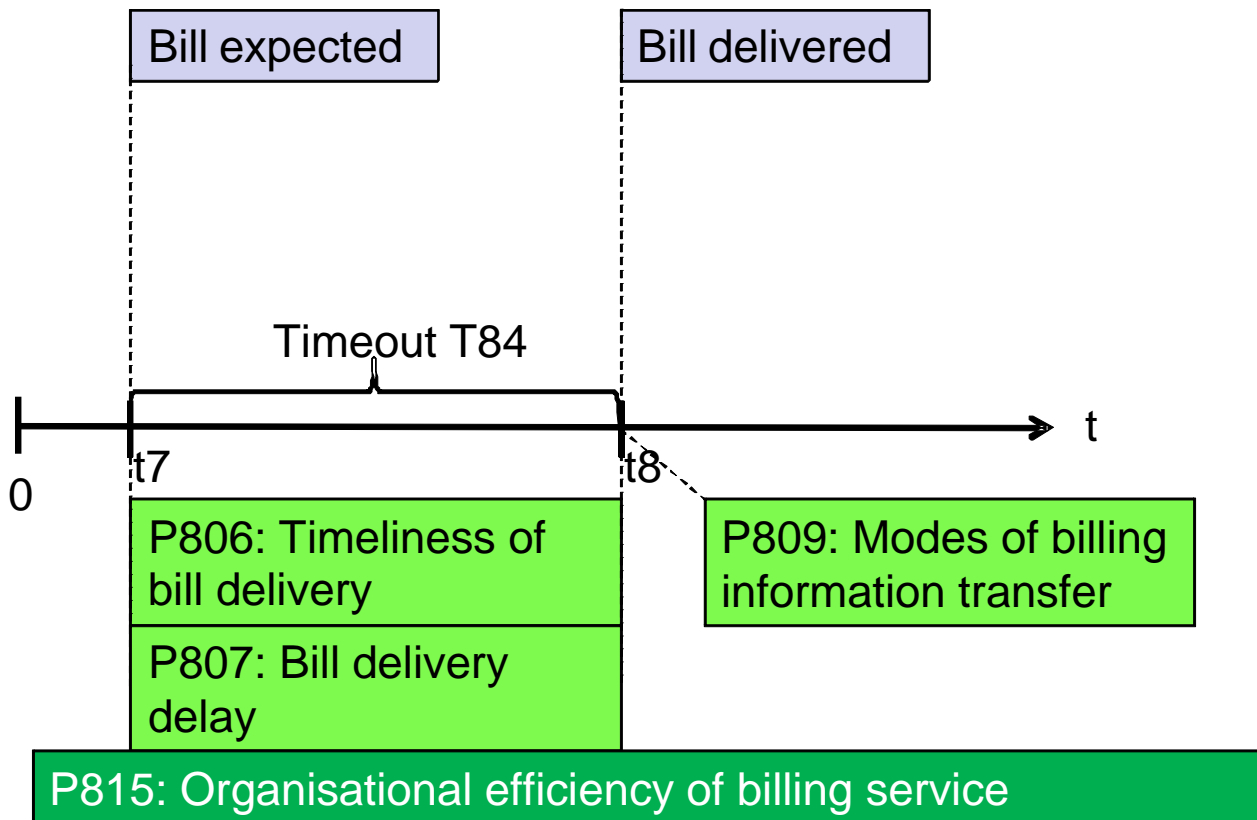 Bill expected
Bill delivered
Timeout T84
t
t7
t8
0
P806: Timeliness of
bill delivery
P809: Modes of billing
information transfer
P807: Bill delivery
delay
P815: Organisational efficiency of billing service